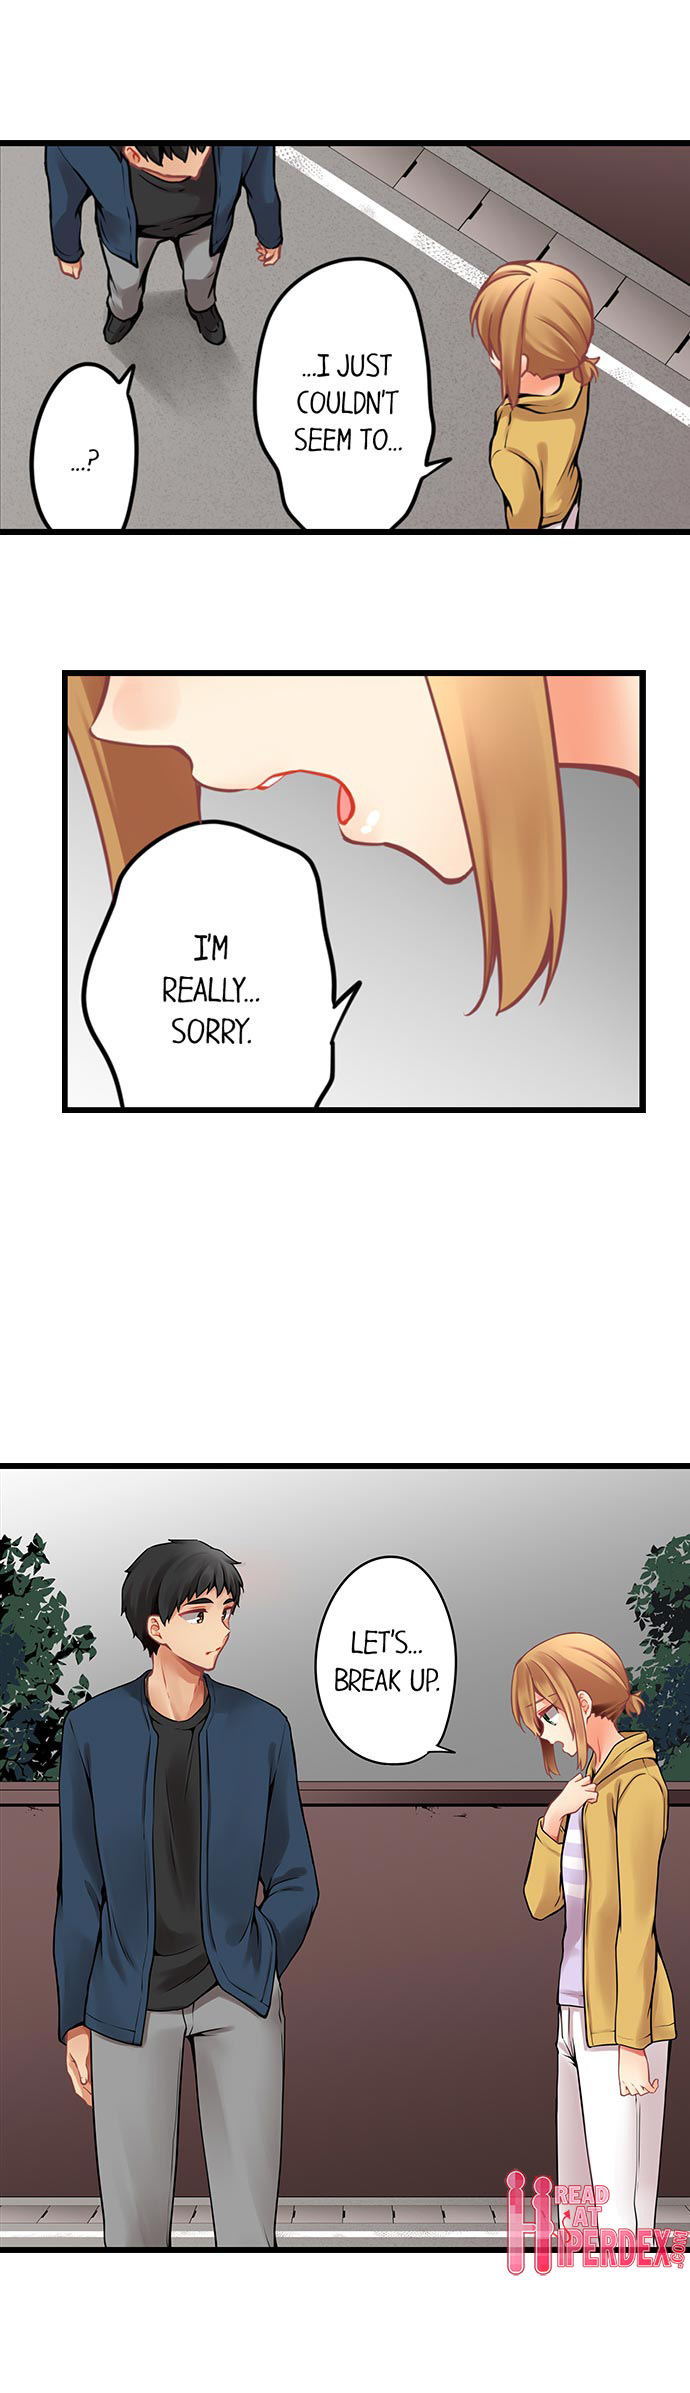 ...I JUST
COULDN'T
SEEM TO...
...?
I'M
REALLY...
SORRY.
LET'S...
BREAK UP.
READ
AT
HIPERDEX
.COM